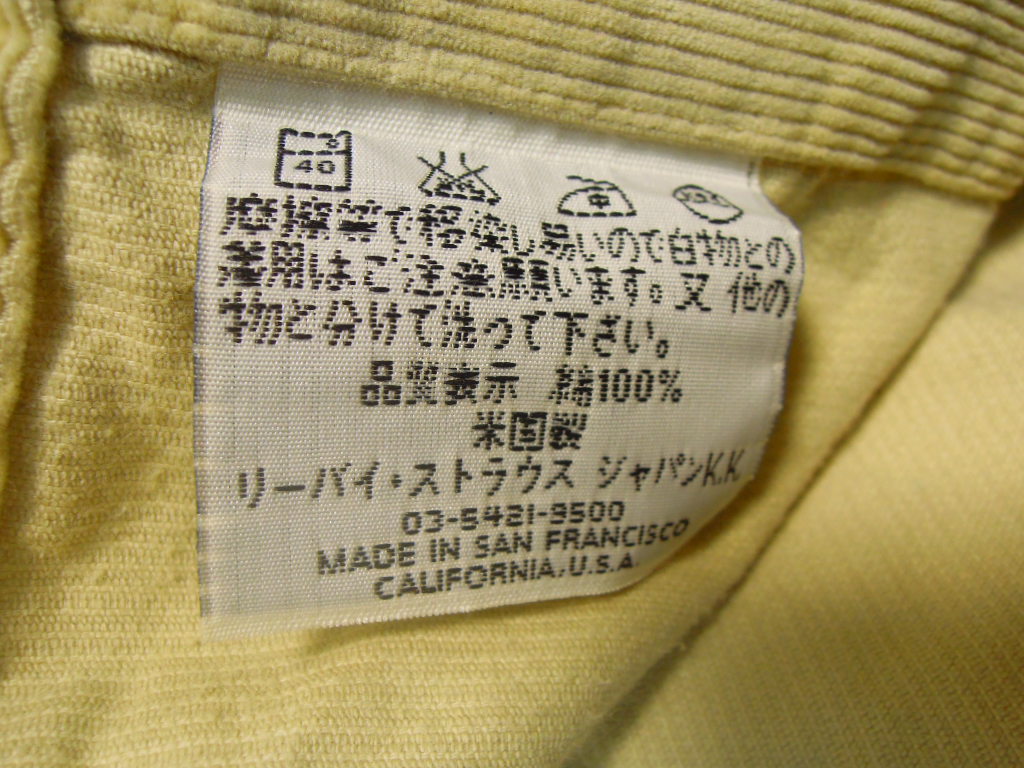 40
中
摩擦等で移染し易いのので白物との
着用はご注意願います。又 他の
物と分けて洗って下さい。
品質表示 綿100%
米国製
リーバイ・ストラウス ジャパンK.K
03-5421-9500
MADE IN SAN FRANCISCO
CALIFORNIA, U.S.A.